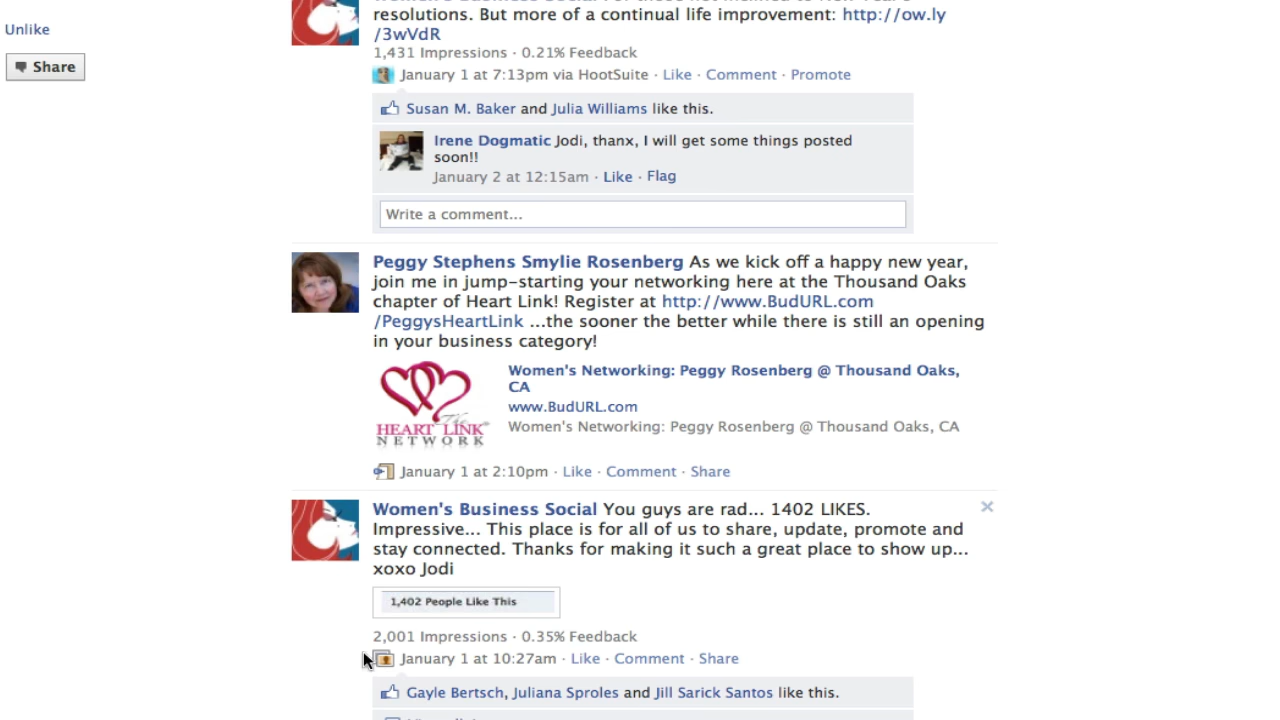 resolutions. But more of a continual life improvement: http://ow.ly
/3wVdR
Unlike
1,431 Impressions · 0.21% Feedback
Share
January 1 at 7:13pm via HootSuite · Like · Comment · Promote
Susan M. Baker and Julia Williams like this.
Irene Dogmatic Jodi, thanx, I will get some things posted
soon!!
January 2 at 12:15am · Like · Flag
Write a comment...
Peggy Stephens Smylie Rosenberg As we kick off a happy new year,
join me in jump-starting your networking here at the Thousand Oaks
chapter of Heart Link! Register at http://www.BudURL.com
/PeggysHeartLink ...the sooner the better while there is still an opening
in your business category!
The
HEART LINK
NETWORK
Women's Networking: Peggy Rosenberg @ Thousand Oaks,
CA
www.BudURL.com
Women's Networking: Peggy Rosenberg @ Thousand Oaks, CA
January 1 at 2:10pm · Like · Comment · Share
Women's Business Social You guys are rad... 1402 LIKES.
Impressive... This place is for all of us to share, update, promote and
stay connected. Thanks for making it such a great place to show up...
xoxo Jodi
1,402 People Like This
2,001 Impressions · 0.35% Feedback
January 1 at 10:27am · Like · Comment · Share
Gayle Bertsch, Juliana Sproles and Jill Sarick Santos like this.